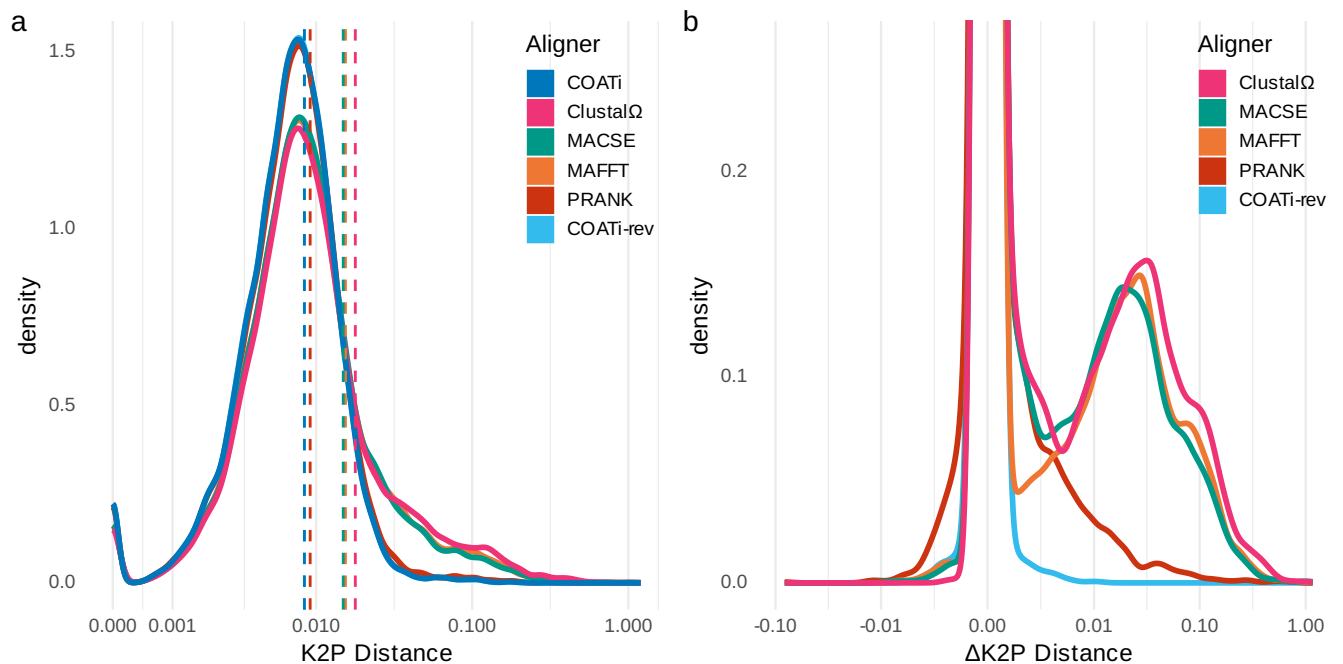 a
1.5
1.0
0.5
0.0
density
0.000
0.001
0.010
0.100
1.000
K2P Distance
Aligner
COATi
ClustalΩ
MACSE
MAFFT
PRANK
COATi-rev
b
0.2
0.1
0.0
density
-0.10
-0.01
0.00
0.01
0.10
1.00
ΔK2P Distance
Aligner
ClustalΩ
MACSE
MAFFT
PRANK
COATi-rev